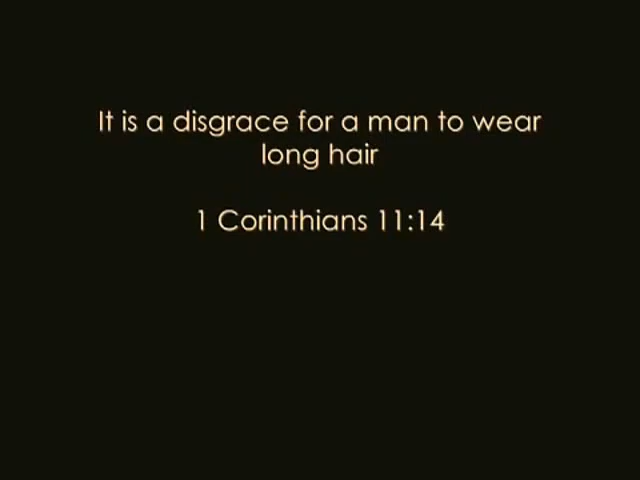 It is a disgrace for a man to wear
long hair
1 Corinthians 11:14